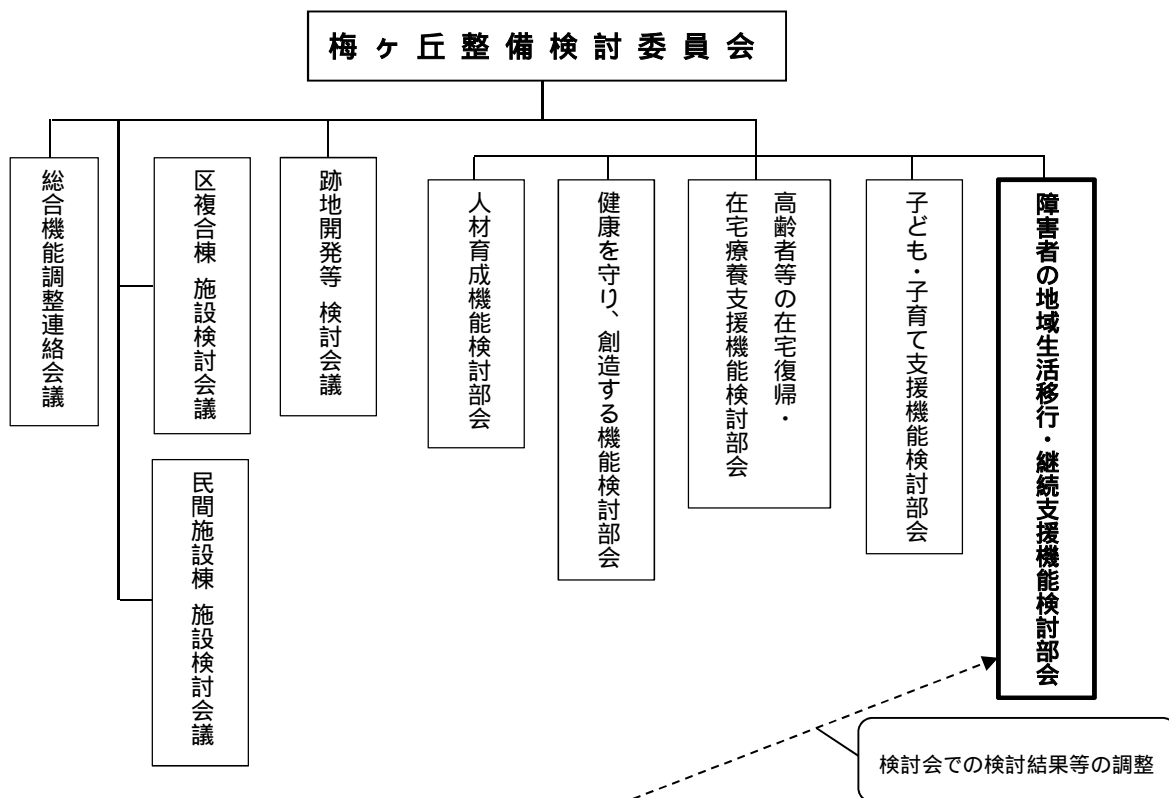 梅ヶ丘整備検討委員会
総合機能調整連絡会議
区複合棟 施設検討会議
民間施設棟 施設検討会議
跡地開発等 検討会議
人材育成機能検討部会
健康を守り、創造する機能検討部会
高齢者等の在宅復帰・
在宅療養支援機能検討部会
子ども・子育て支援機能検討部会
障害者の地域生活移行・継続支援機能検討部会
検討会での検討結果等の調整